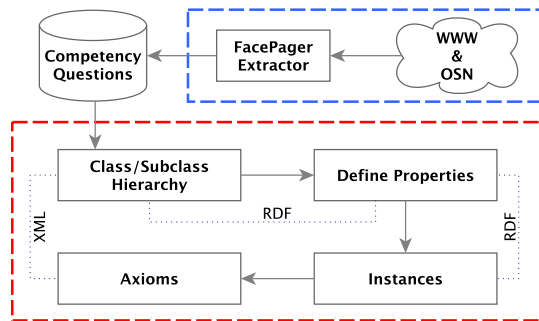 Competency
Questions
FacePager
Extractor
WWW
&
OSN
Class/Subclass
Hierarchy
Define Properties
RDF
XML
RDF
Axioms
Instances